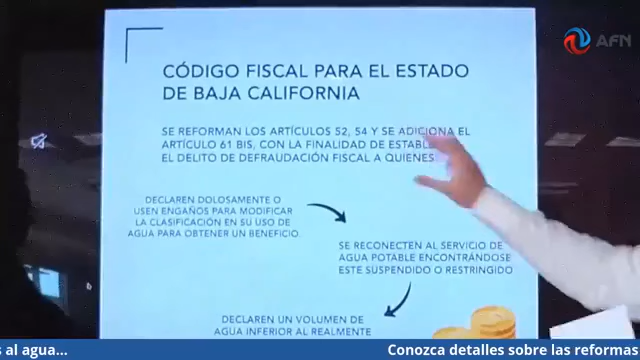 AFN
CÓDIGO FISCAL PARA EL ESTADO
DE BAJA CALIFORNIA
SE REFORMAN LOS ARTÍCULOS 52, 54 Y SE ADICIONA EL
ARTÍCULO 61 BIS, CON LA FINALIDAD DE ESTABLE
EL DELITO DE DEFRAUDACIÓN FISCAL A QUIENES
DECLAREN DOLOSAMENTE O
USEN ENGAÑOS PARA MODIFICAR
LA CLASIFICACIÓN EN SU USO DE
AGUA PARA OBTENER UN BENEFICIO.
SE RECONECTEN AL SERVICIO DE
AGUA POTABLE ENCONTRÁNDOSE
ESTE SUSPENDIDO O RESTRINGIDO
DECLAREN UN VOLUMEN DE
AGUA INFERIOR AL REALMENTE
s al agua... Conozca detalles sobre las reformas